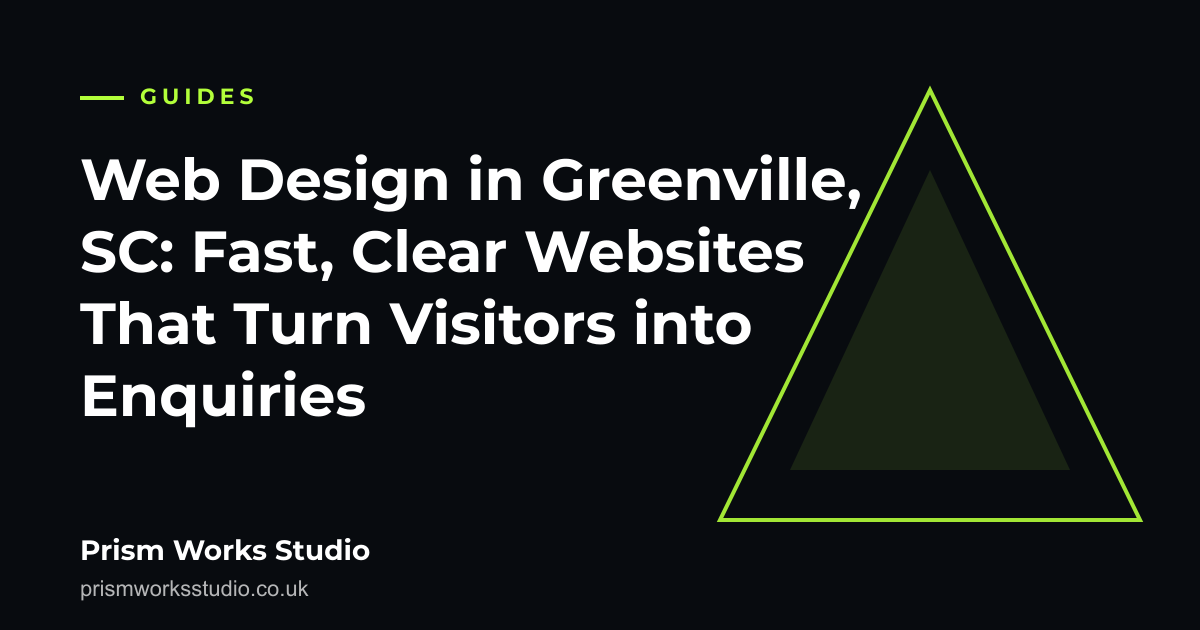 GUIDES
Web Design in Greenville,
SC: Fast, Clear Websites
That Turn Visitors into
Enquiries
Prism Works Studio
prismworksstudio.co.uk